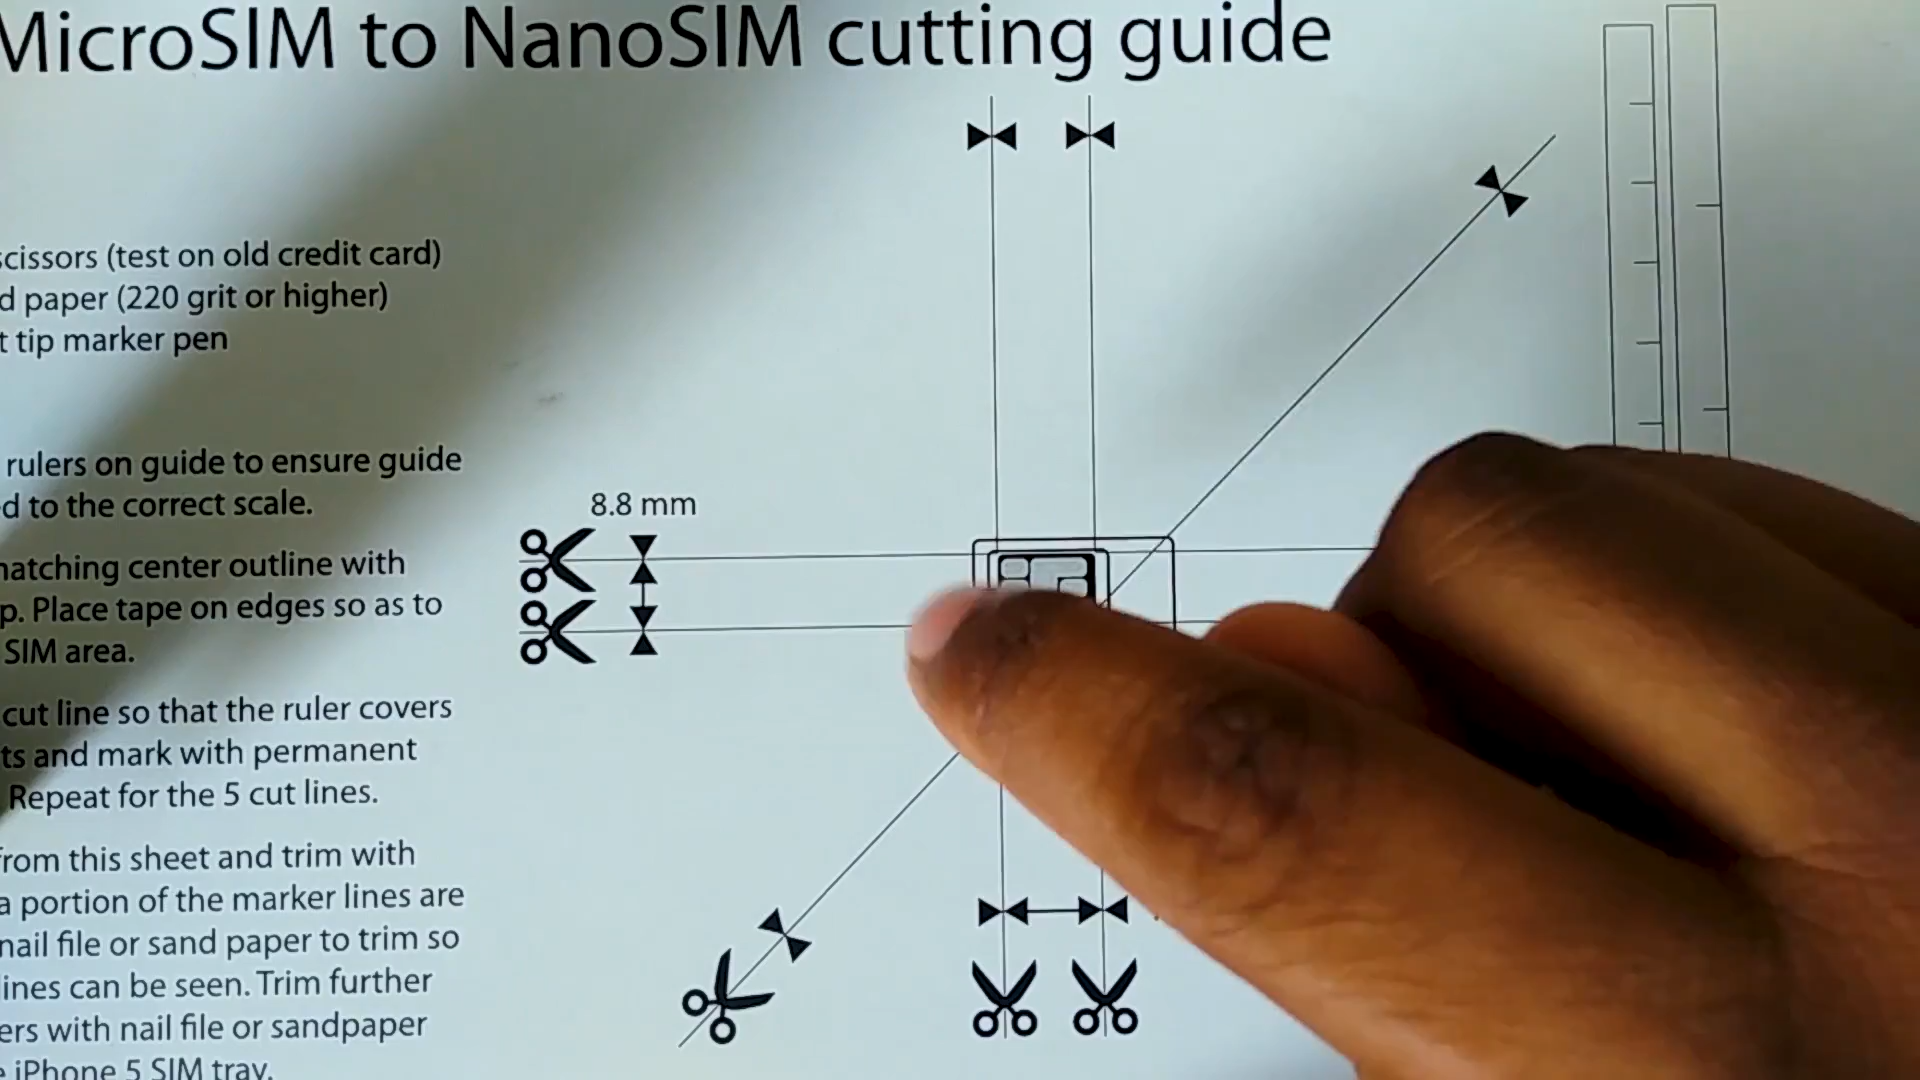 MicroSIM to NanoSIM cutting guide
scissors (test on old credit card)
d paper (220 grit or higher)
t tip marker pen
rulers on guide to ensure guide
d to the correct scale.
8.8 mm
matching center outline with
p. Place tape on edges so as to
SIM area.
cut line so that the ruler covers
ts and mark with permanent
Repeat for the 5 cut lines.
from this sheet and trim with
a portion of the marker lines are
nail file or sand paper to trim so
lines can be seen. Trim further
ers with nail file or sandpaper
e iPhone 5 SIM tray.